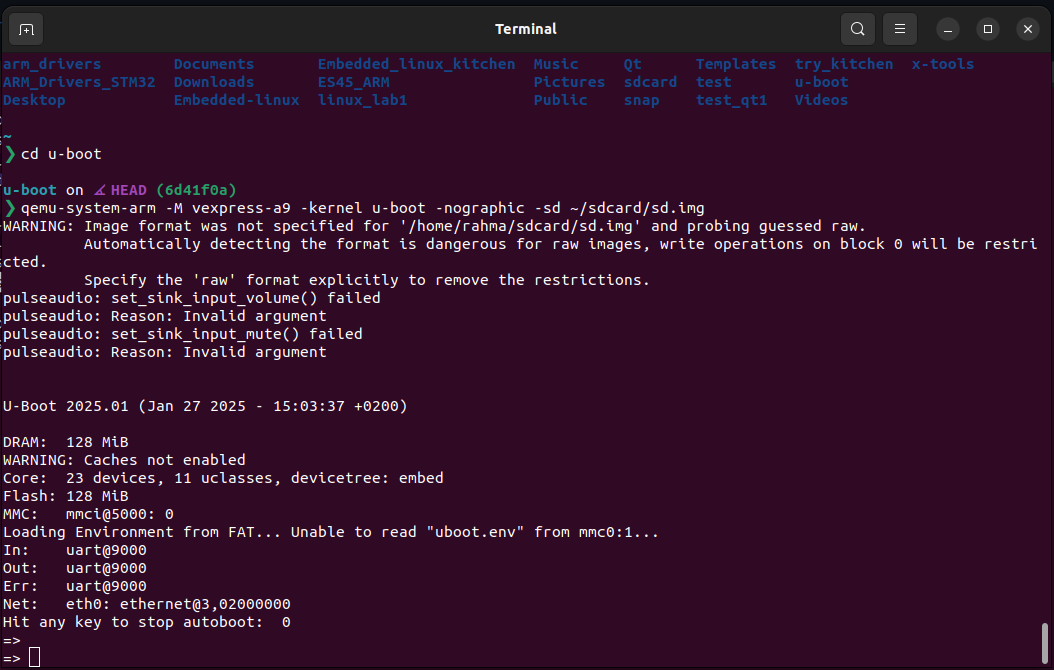 Terminal
arm_drivers Documents Embedded_linux_kitchen Music Qt Templates try_kitchen x-tools
ARM_Drivers_STM32 Downloads ES45_ARM Pictures sdcard test u-boot
Desktop Embedded-linux linux_lab1 Public snap test_qt1 Videos
~
❯ cd u-boot
u-boot on HEAD (6d41f0a)
❯ qemu-system-arm -M vexpress-a9 -kernel u-boot -nographic -sd ~/sdcard/sd.img
WARNING: Image format was not specified for '/home/rahma/sdcard/sd.img' and probing guessed raw.
Automatically detecting the format is dangerous for raw images, write operations on block 0 will be restri
cted.
Specify the 'raw' format explicitly to remove the restrictions.
pulseaudio: set_sink_input_volume() failed
pulseaudio: Reason: Invalid argument
pulseaudio: set_sink_input_mute() failed
pulseaudio: Reason: Invalid argument
U-Boot 2025.01 (Jan 27 2025 - 15:03:37 +0200)
DRAM: 128 MiB
WARNING: Caches not enabled
Core: 23 devices, 11 uclasses, devicetree: embed
Flash: 128 MiB
MMC: mmci@5000: 0
Loading Environment from FAT... Unable to read "uboot.env" from mmc0:1...
In: uart@9000
Out: uart@9000
Err: uart@9000
Net: eth0: ethernet@3,02000000
Hit any key to stop autoboot: 0
=>
=>